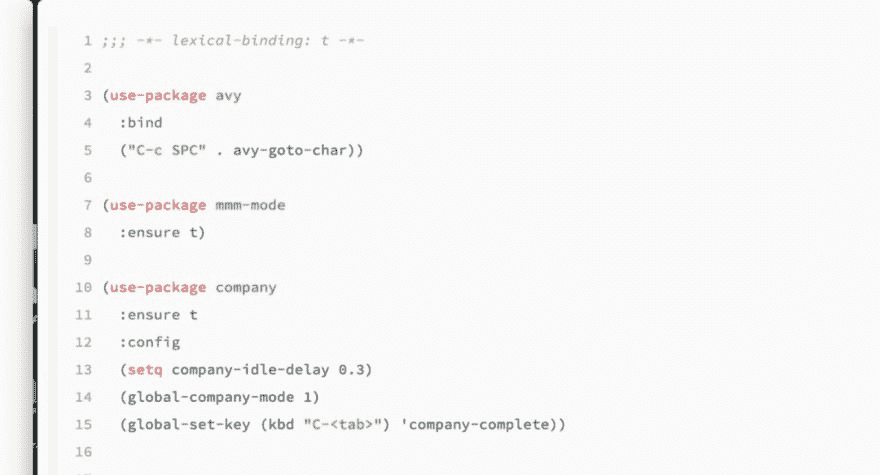 1 ;;; -*- lexical-binding: t -*-
2
3 (use-package avy
4   :bind
5   ("C-c SPC" . avy-goto-char))
6
7 (use-package mmm-mode
8   :ensure t)
9
10 (use-package company
11   :ensure t
12   :config
13   (setq company-idle-delay 0.3)
14   (global-company-mode 1)
15   (global-set-key (kbd "C-<tab>") 'company-complete))
16